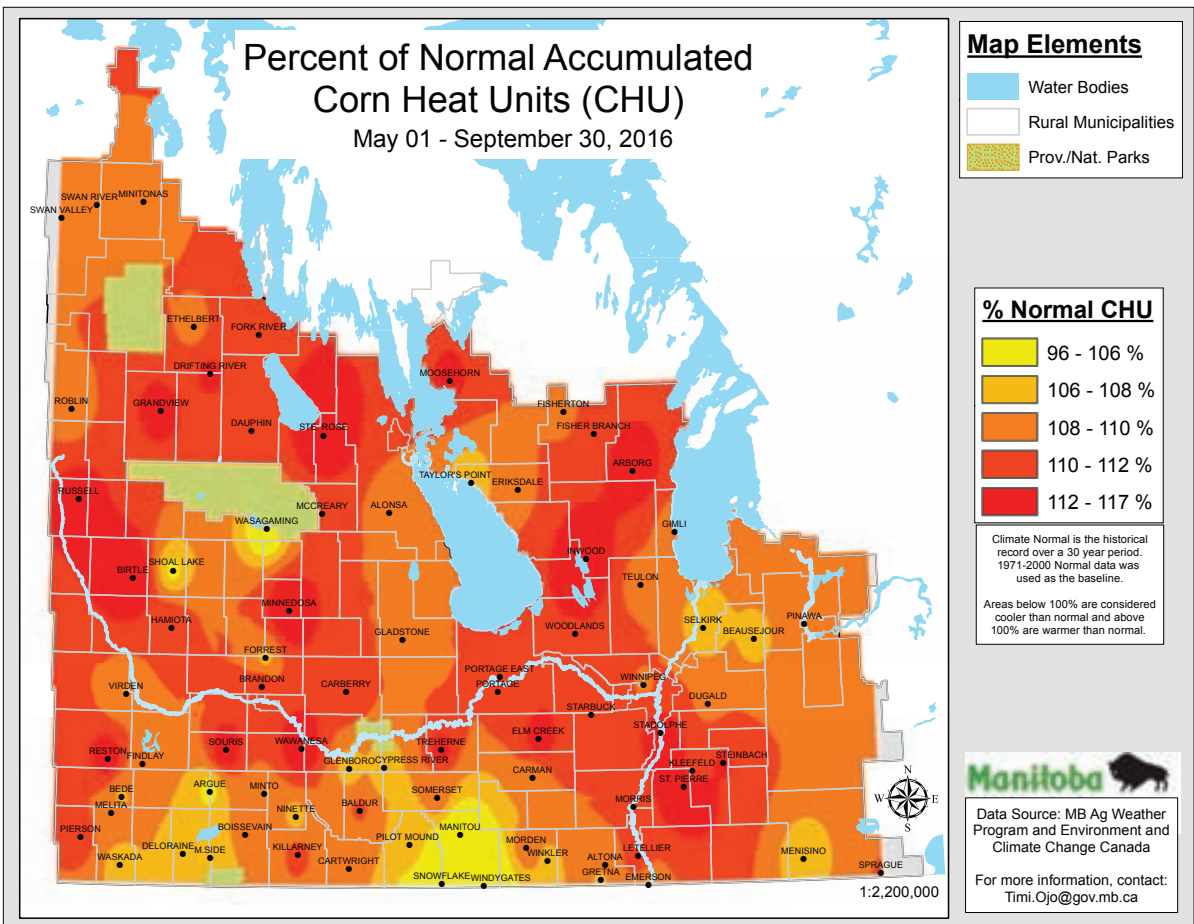 Percent of Normal Accumulated
Corn Heat Units (CHU)
May 01 - September 30, 2016
SWAN RIVER
MINITONAS
SWAN VALLEY
ETHELBERT
FORK RIVER
DRIFTING RIVER
MOOSEHORN
ROBLIN
GRANDVIEW
FISHERTON
DAUPHIN
STE. ROSE
FISHER BRANCH
ARBORG
TAYLOR'S POINT
ERIKSDALE
RUSSELL
MCCREARY
ALONSA
WASAGAMING
GIMLI
INWOOD
SHOAL LAKE
BIRTLE
TEULON
MINNEDOSA
HAMIOTA
GLADSTONE
WOODLANDS
SELKIRK
BEAUSEJOUR
PINAWA
FORREST
VIRDEN
BRANDON
CARBERRY
PORTAGE EAST
PORTAGE
WINNIPEG
DUGALD
STARBUCK
STADOLPHE
RESTON
FINDLAY
SOURIS
WAWANESA
TREHERNE
ELM CREEK
STEINBACH
GLENBORO
CYPRESS RIVER
KLEEFELD
BEDE
ARGUE
MINTO
CARMAN
ST. PIERRE
MELITA
NINETTE
BALDUR
SOMERSET
MORRIS
PIERSON
BOISSEVAIN
PILOT MOUND
MANITOU
MORDEN
WASKADA
DELORAINE
M.SIDE
KILLARNEY
CARTWRIGHT
WINKLER
ALTONA
LETELLIER
MENISINO
SNOWFLAKE
WINDYGATES
GRETNA
EMERSON
SPRAGUE
N
W
E
S
1:2,200,000
Map Elements
Water Bodies
Rural Municipalities
Prov./Nat. Parks
% Normal CHU
96 - 106 %
106 - 108 %
108 - 110 %
110 - 112 %
112 - 117 %
Climate Normal is the historical
record over a 30 year period.
1971-2000 Normal data was
used as the baseline.
Areas below 100% are considered
cooler than normal and above
100% are warmer than normal.
Manitoba
Data Source: MB Ag Weather
Program and Environment and
Climate Change Canada
For more information, contact:
Timi.Ojo@gov.mb.ca